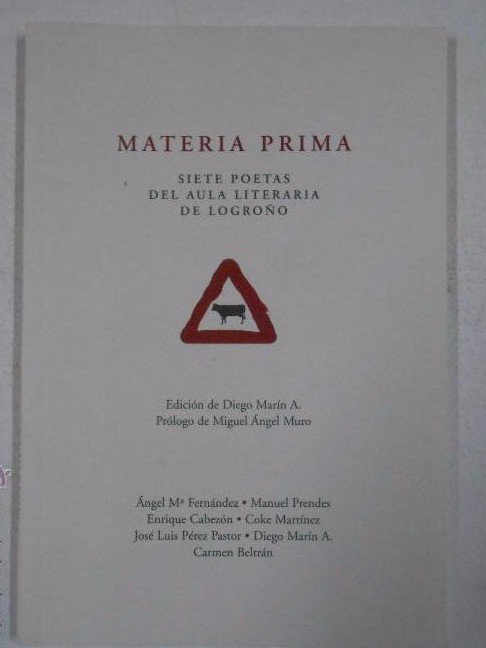 MATERIA PRIMA
SIETE POETAS
DEL AULA LITERARIA
DE LOGROÑO
Edición de Diego Marín A.
Prólogo de Miguel Ángel Muro
Ángel Mª Fernández • Manuel Prendes
Enrique Cabezón • Coke Martínez
José Luis Pérez Pastor • Diego Marín A.
Carmen Beltrán